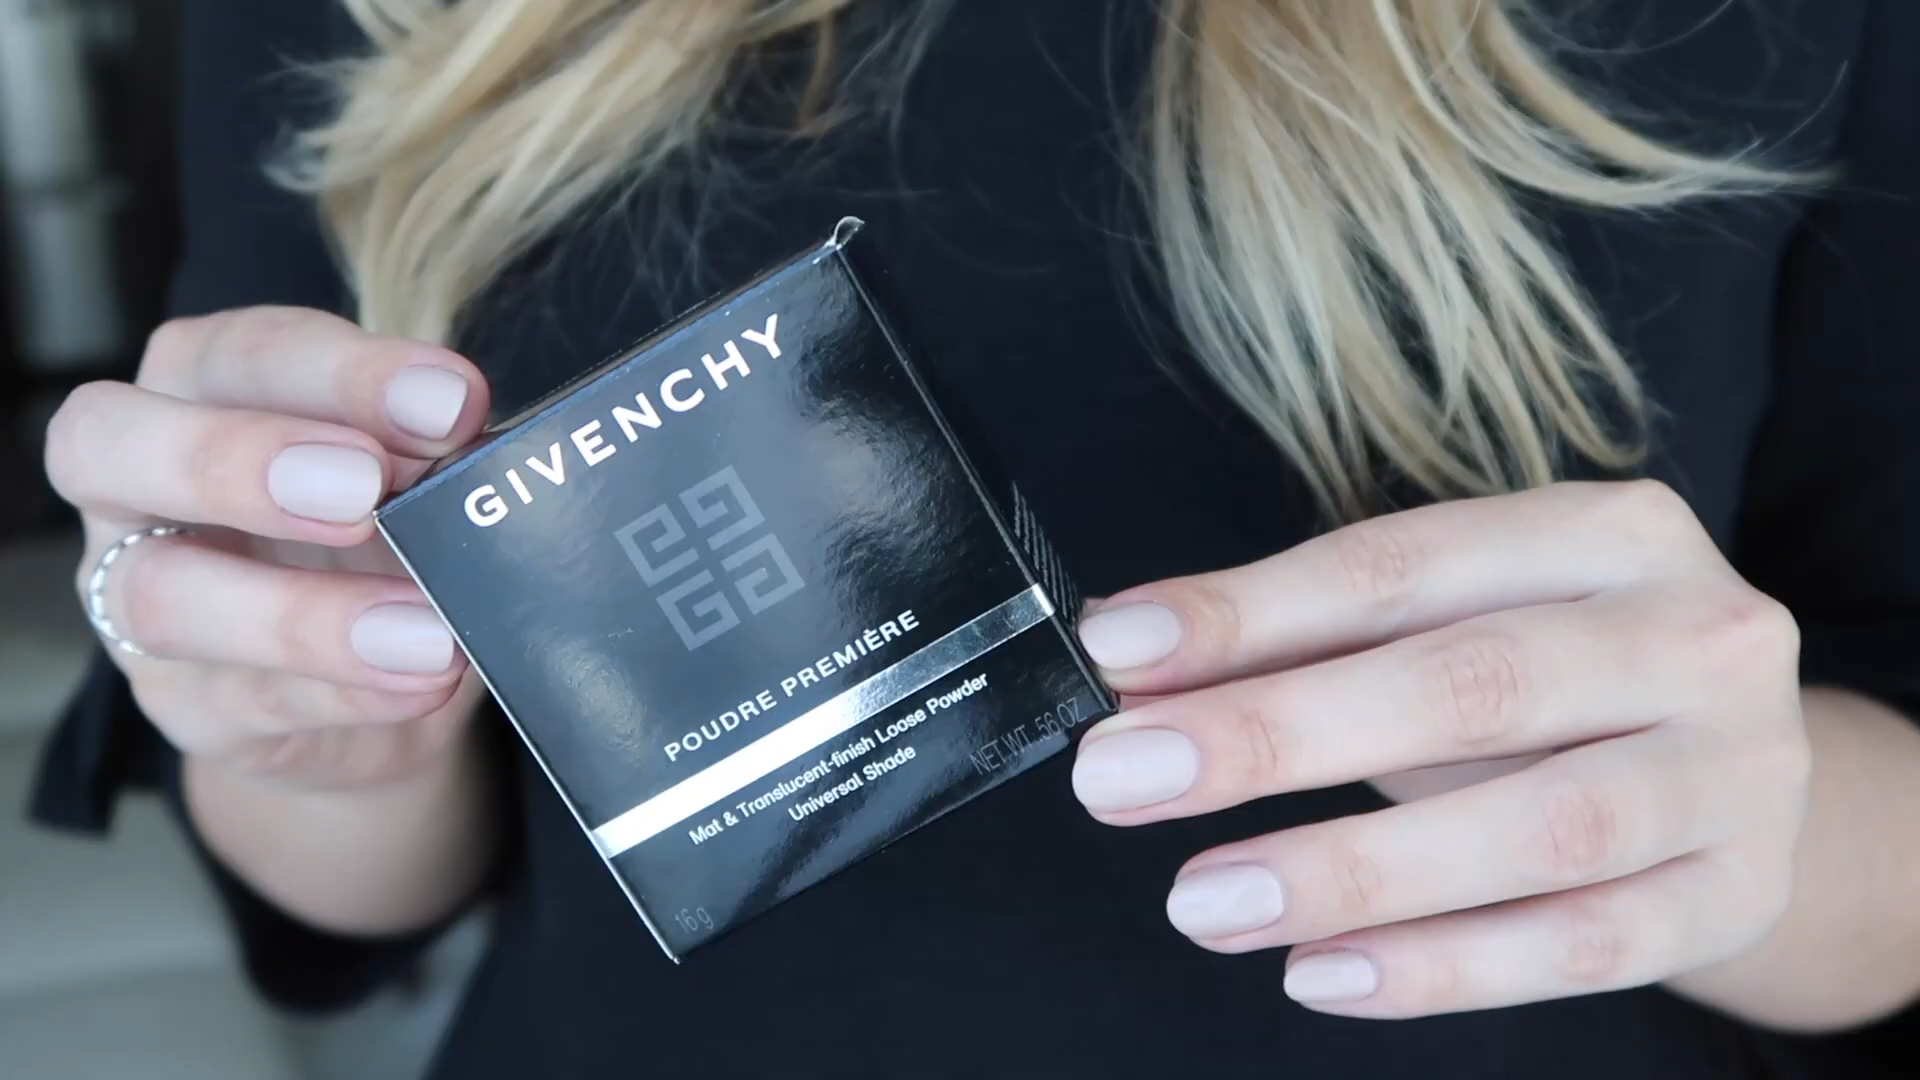 GIVENCHY
POUDRE PREMIÈRE
Mat & Translucent-finish Loose Powder
Universal Shade
16 g
NET WT .56 OZ